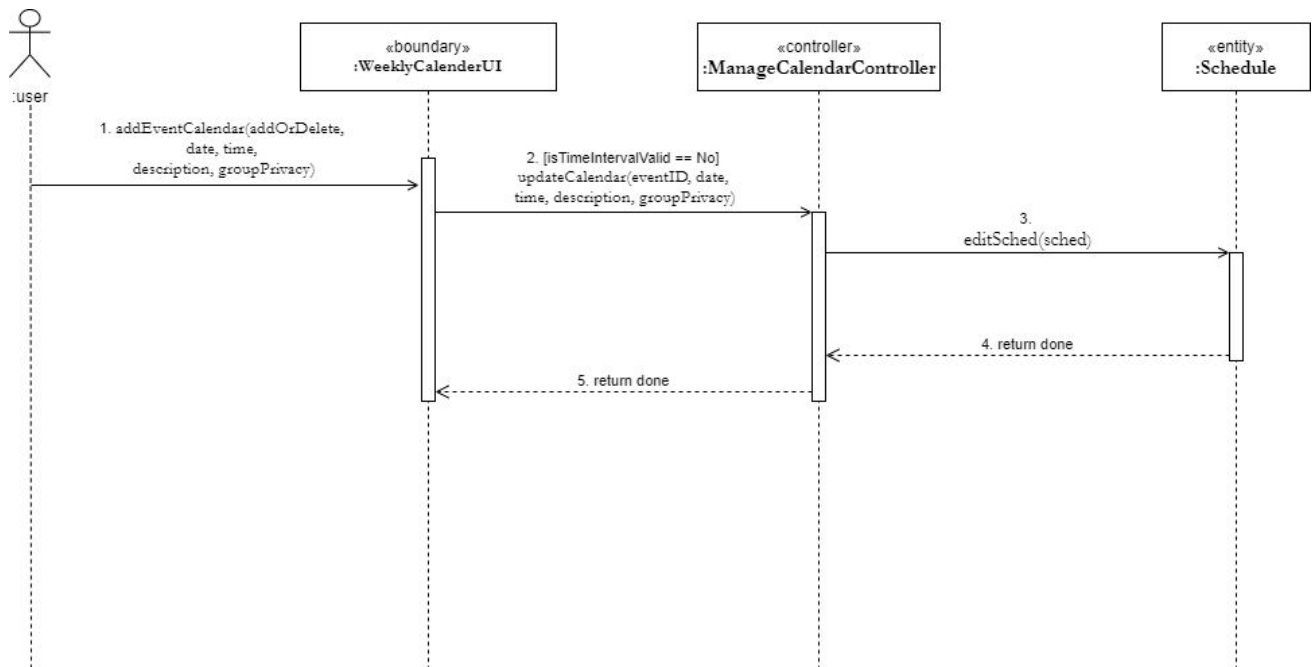 :user
«boundary»
:WeeklyCalenderUI
«controller»
:ManageCalendarController
«entity»
:Schedule
1. addEventCalendar(addOrDelete,
date, time,
description, groupPrivacy)
2. [isTimeIntervalValid == No]
updateCalendar(eventID, date,
time, description, groupPrivacy)
3.
editSched(sched)
4. return done
5. return done